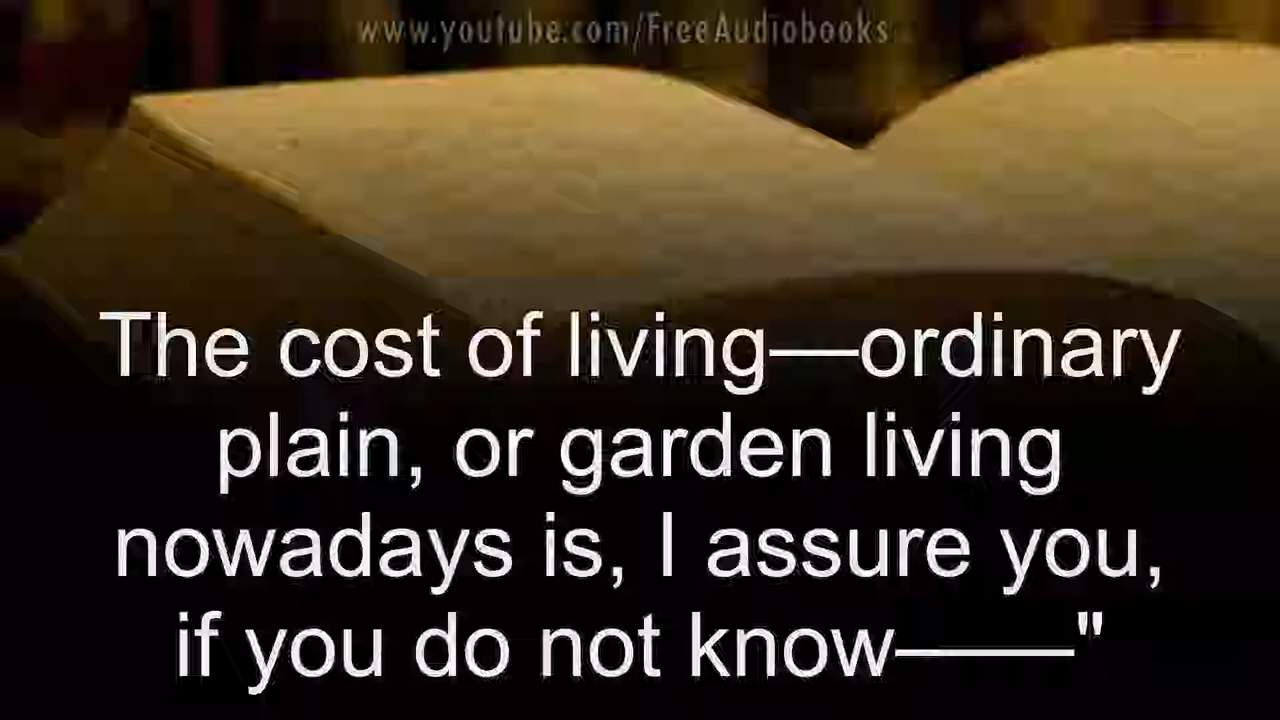 www.youtube.com/FreeAudiobooks
The cost of living—ordinary
plain, or garden living
nowadays is, I assure you,
if you do not know——"